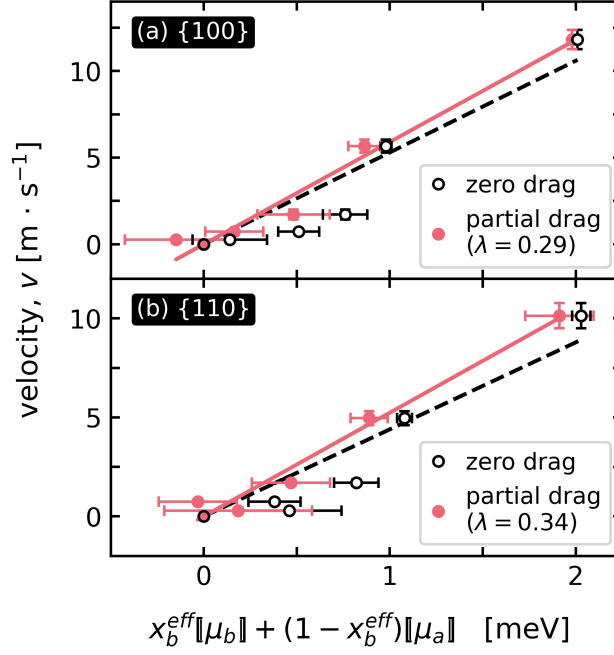 (a) {100}
10
5
0
zero drag
partial drag
(λ = 0.29)
velocity, v [m · s⁻¹]
(b) {110}
10
5
0
zero drag
partial drag
(λ = 0.34)
0
1
2
x_b^{eff}⟦μ_b⟧ + (1 − x_b^{eff})⟦μ_a⟧ [meV]